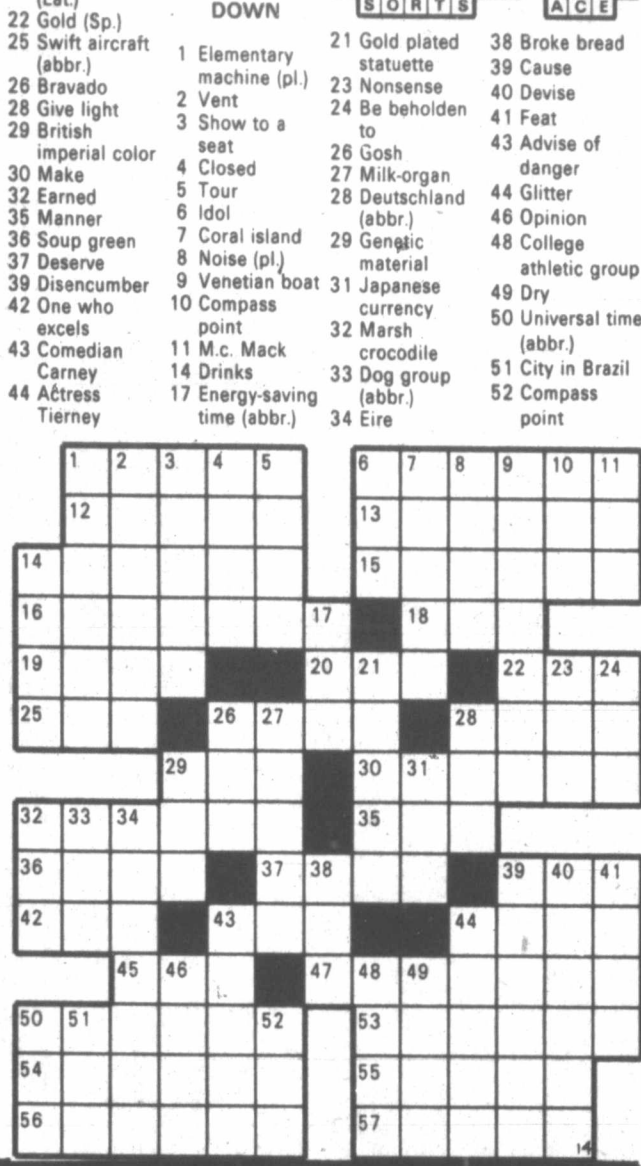 (Lat.)
22 Gold (Sp.)
25 Swift aircraft
(abbr.)
26 Bravado
28 Give light
29 British
imperial color
30 Make
32 Earned
35 Manner
36 Soup green
37 Deserve
39 Disencumber
42 One who
excels
43 Comedian
Carney
44 Actress
Tierney
DOWN
1 Elementary
machine (pl.)
2 Vent
3 Show to a
seat
4 Closed
5 Tour
6 Idol
7 Coral island
8 Noise (pl.)
9 Venetian boat
10 Compass
point
11 M.c. Mack
14 Drinks
17 Energy-saving
time (abbr.)
SORTS
21 Gold plated
statuette
23 Nonsense
24 Be beholden
to
26 Gosh
27 Milk-organ
28 Deutschland
(abbr.)
29 Genetic
material
31 Japanese
currency
32 Marsh
crocodile
33 Dog group
(abbr.)
34 Eire
ACE
38 Broke bread
39 Cause
40 Devise
41 Feat
43 Advise of
danger
44 Glitter
46 Opinion
48 College
athletic group
49 Dry
50 Universal time
(abbr.)
51 City in Brazil
52 Compass
point
1 2 3 4 5 6 7 8 9 10 11
12 13
14 15
16 17 18
19 20 21 22 23 24
25 26 27 28
29 30 31
32 33 34 35
36 37 38 39 40 41
42 43 44
45 46 47 48 49
50 51 52 53
54 55
56 57
14